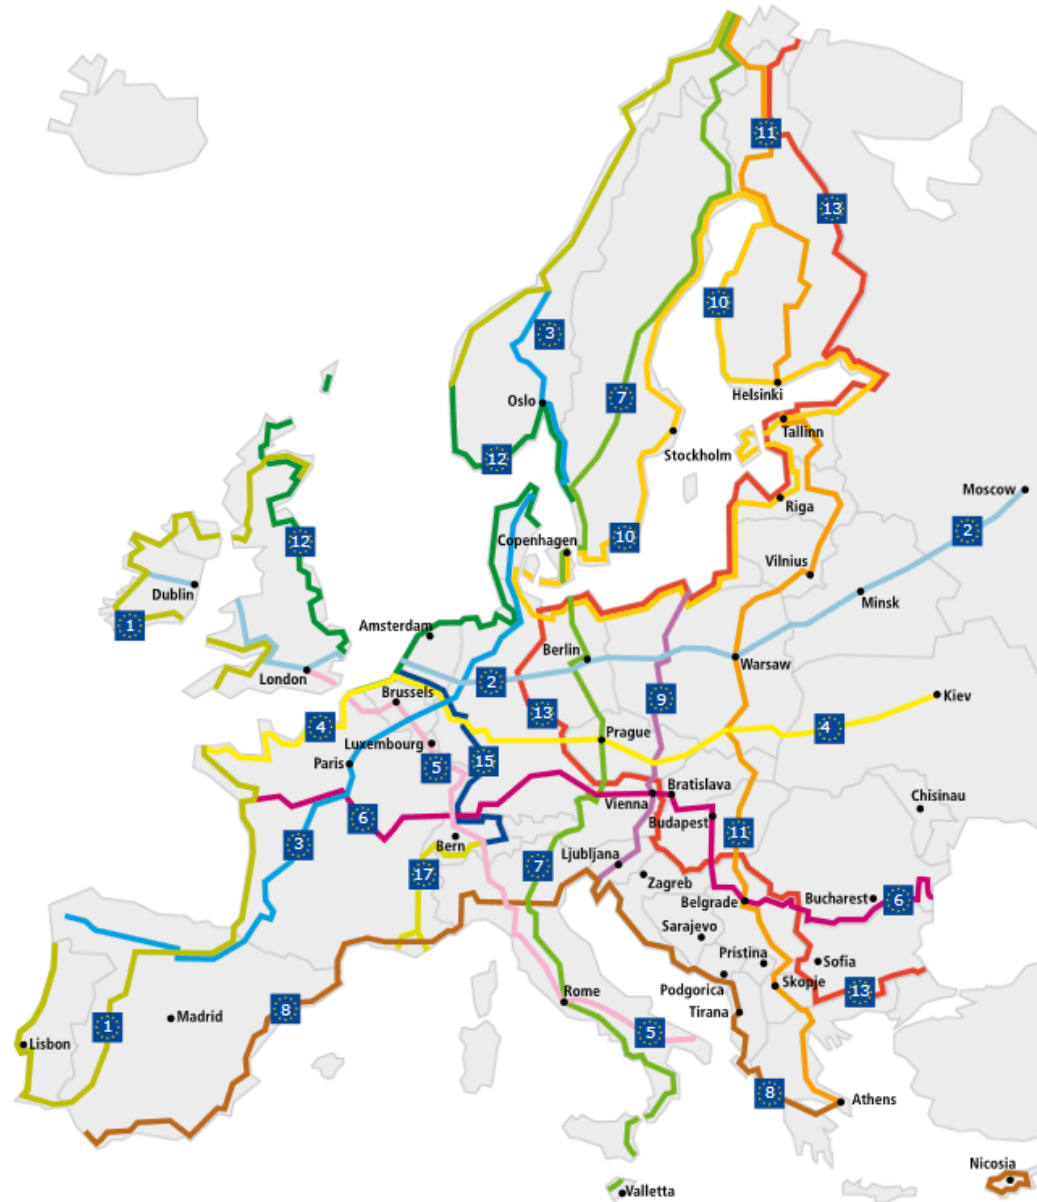 11
13
10
3
7
Helsinki
Oslo
Tallinn
12
Stockholm
Moscow
Riga
2
12
10
Copenhagen
Vilnius
Dublin
Minsk
1
Amsterdam
Berlin
Warsaw
London
2
Brussels
9
Kiev
13
4
4
Prague
Luxembourg
15
Paris
5
Bratislava
Vienna
Chisinau
6
Budapest
11
Bern
3
Ljubljana
7
17
Zagreb
Belgrade
Bucharest
6
Sarajevo
Pristina
Sofia
Skopje
Podgorica
13
Rome
8
Tirana
Madrid
1
5
Lisbon
8
Athens
Nicosia
Valletta